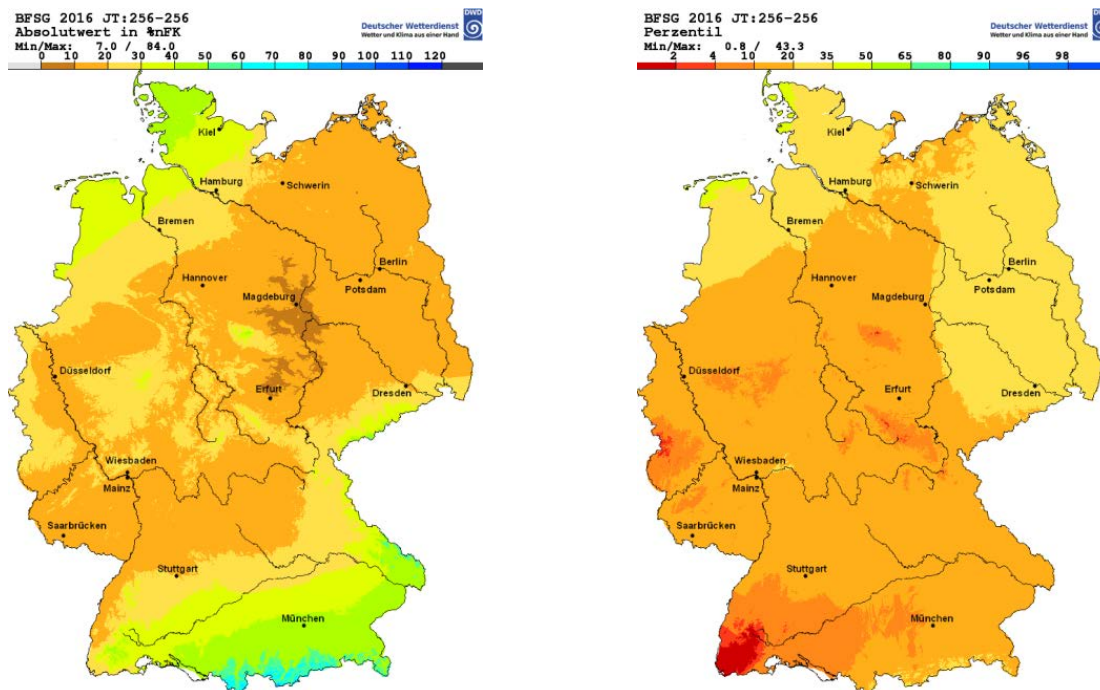 BFSG 2016 JT:256-256
Absolutwert in %nFK
Min/Max: 7.0 / 84.0
Deutscher Wetterdienst
Wetter und Klima aus einer Hand
DWD
0 10 20 30 40 50 60 70 80 90 100 110 120
Kiel
Hamburg
Schwerin
Bremen
Berlin
Hannover
Potsdam
Magdeburg
Düsseldorf
Erfurt
Dresden
Wiesbaden
Mainz
Saarbrücken
Stuttgart
München
BFSG 2016 JT:256-256
Perzentil
Min/Max: 0.8 / 43.3
Deutscher Wetterdienst
Wetter und Klima aus einer Hand
DWD
2 4 20 40 60 80 90 96 98
Kiel
Hamburg
Schwerin
Bremen
Berlin
Hannover
Potsdam
Magdeburg
Düsseldorf
Erfurt
Dresden
Wiesbaden
Mainz
Saarbrücken
Stuttgart
München